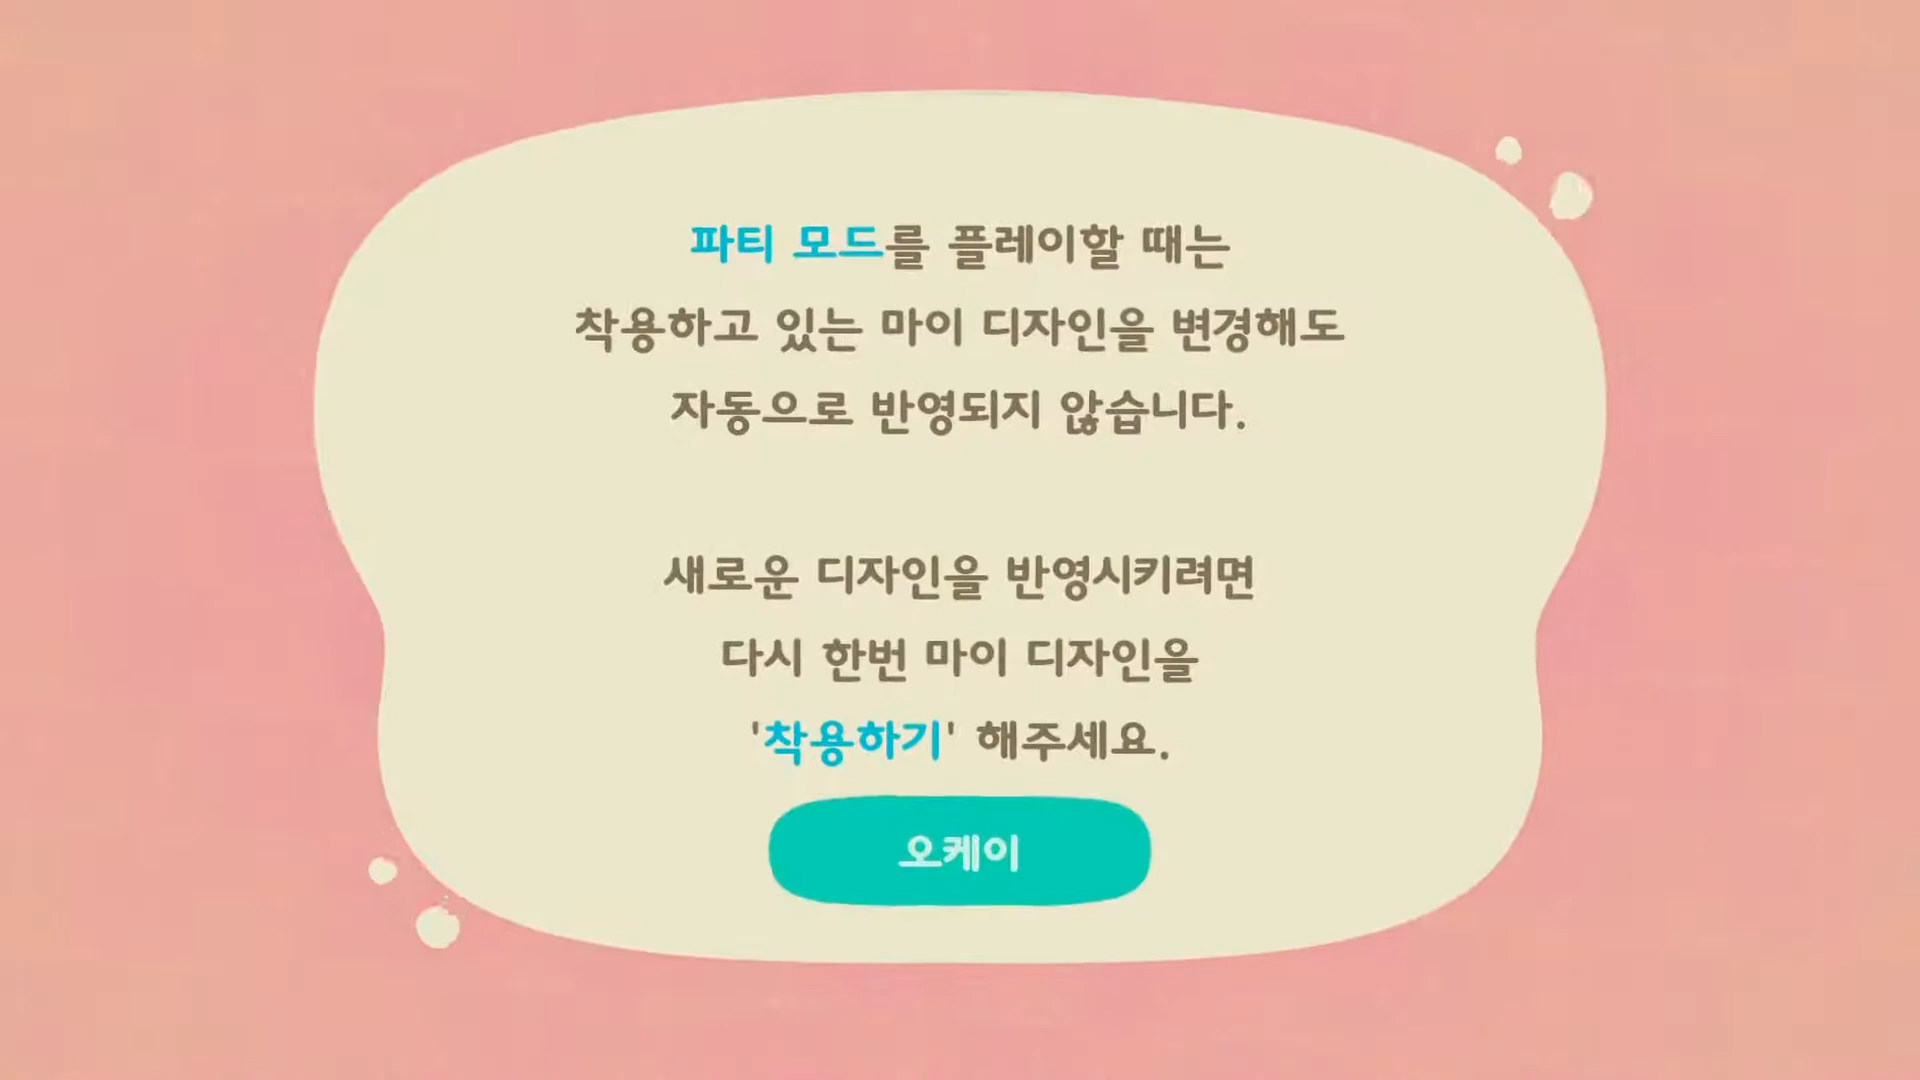 파티 모드를 플레이할 때는
착용하고 있는 마이 디자인을 변경해도
자동으로 반영되지 않습니다.
새로운 디자인을 반영시키려면
다시 한번 마이 디자인을
'착용하기' 해주세요.
오케이